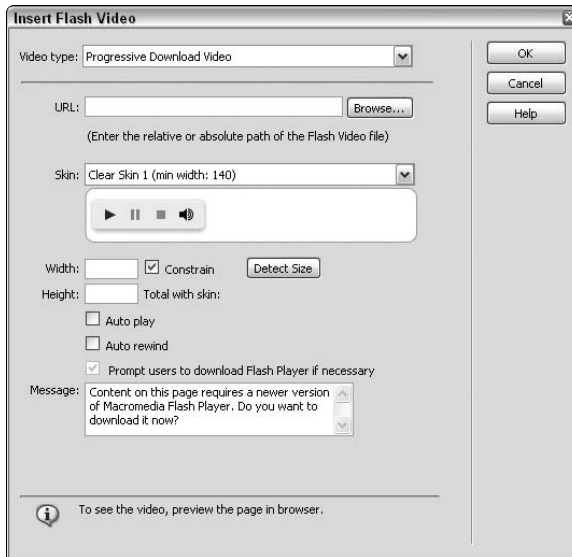 Insert Flash Video
Video type: Progressive Download Video
OK
Cancel
Help
URL: Browse...
(Enter the relative or absolute path of the Flash Video file)
Skin: Clear Skin 1 (min width: 140)
Width: Constrain Detect Size
Height: Total with skin:
Auto play
Auto rewind
Prompt users to download Flash Player if necessary
Message: Content on this page requires a newer version
of Macromedia Flash Player. Do you want to
download it now?
To see the video, preview the page in browser.